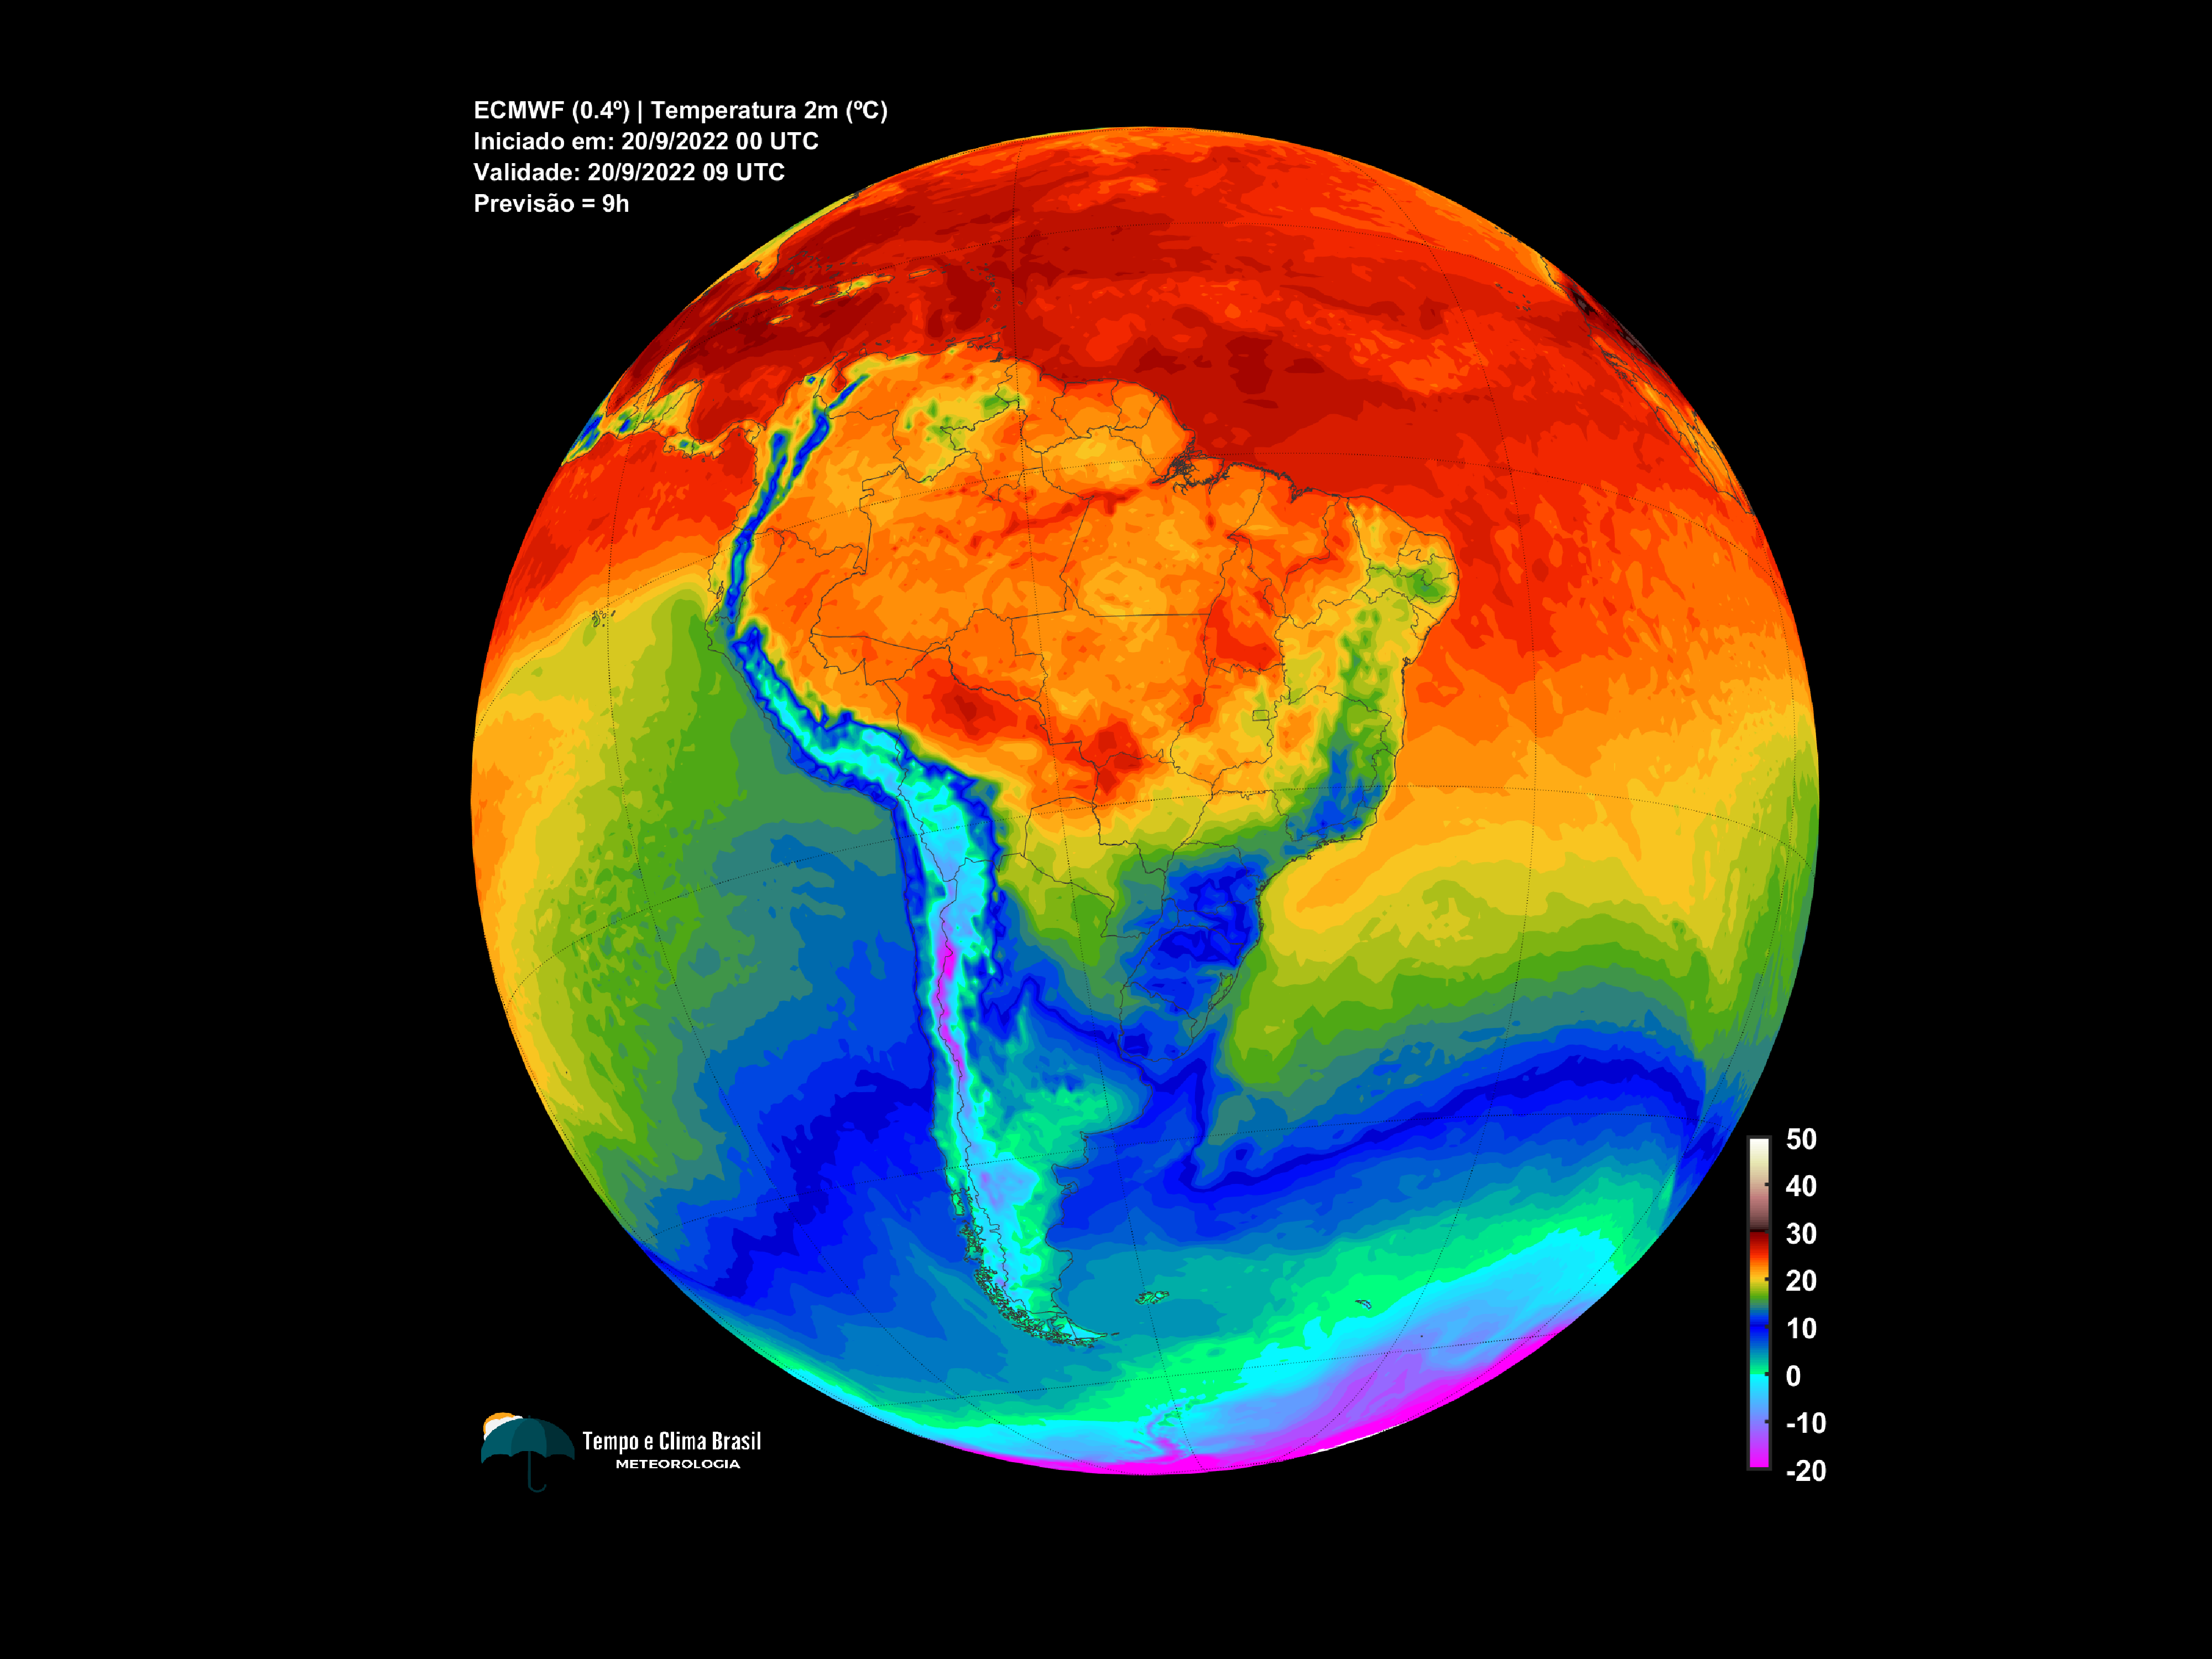 ECMWF (0.4º) | Temperatura 2m (ºC)
Iniciado em: 20/9/2022 00 UTC
Validade: 20/9/2022 09 UTC
Previsão = 9h
50
40
30
20
10
0
-10
-20
Tempo e Clima Brasil
METEOROLOGIA